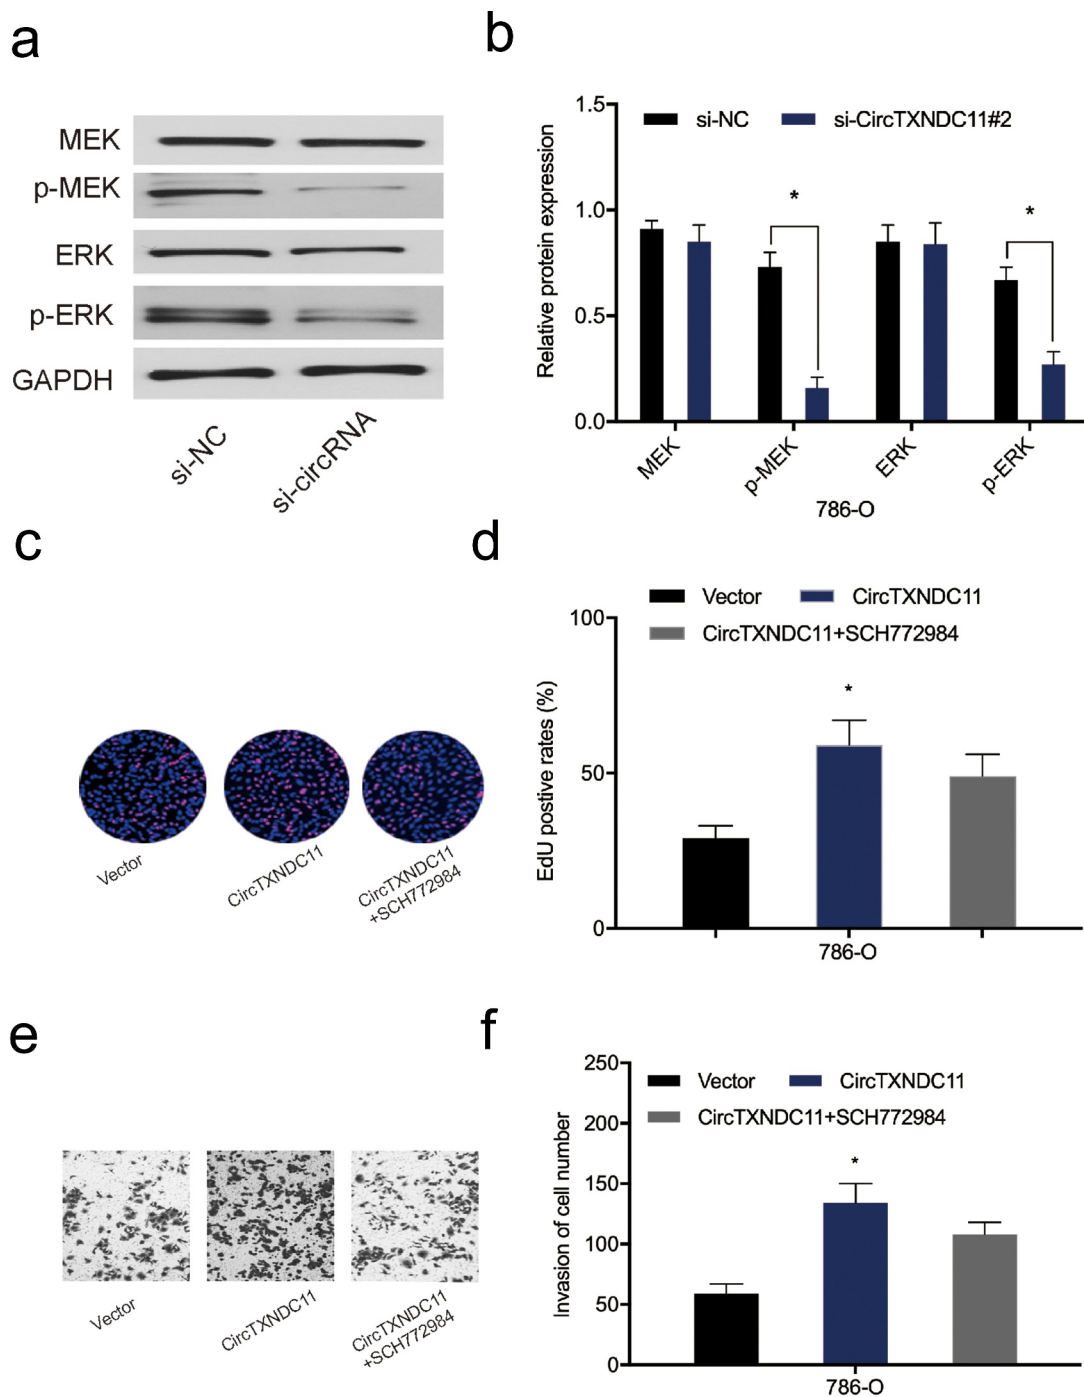 a
MEK
p-MEK
ERK
p-ERK
GAPDH
si-NC
si-circRNA
b
si-NC
si-CircTXNDC11#2
Relative protein expression
1.5
1.0
0.5
0.0
*
*
MEK
p-MEK
ERK
p-ERK
786-O
c
Vector
CircTXNDC11
CircTXNDC11
+SCH772984
d
Vector
CircTXNDC11
CircTXNDC11+SCH772984
EdU postive rates (%)
100
50
0
*
786-O
e
Vector
CircTXNDC11
CircTXNDC11
+SCH772984
f
Vector
CircTXNDC11
CircTXNDC11+SCH772984
Invasion of cell number
250
200
150
100
50
0
*
786-O